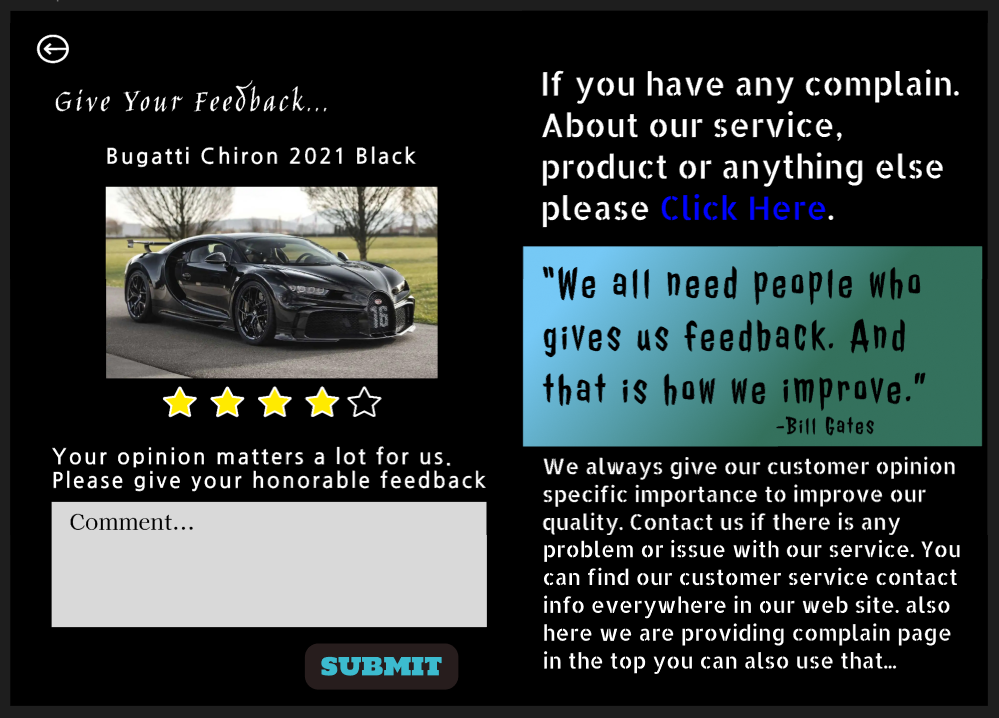 Give Your Feedback...
Bugatti Chiron 2021 Black
Your opinion matters a lot for us.
Please give your honorable feedback
Comment...
SUBMIT
If you have any complain.
About our service,
product or anything else
please Click Here.
"We all need people who
gives us feedback. And
that is how we improve."
-Bill Gates
We always give our customer opinion
specific importance to improve our
quality. Contact us if there is any
problem or issue with our service. You
can find our customer service contact
info everywhere in our web site. also
here we are providing complain page
in the top you can also use that...